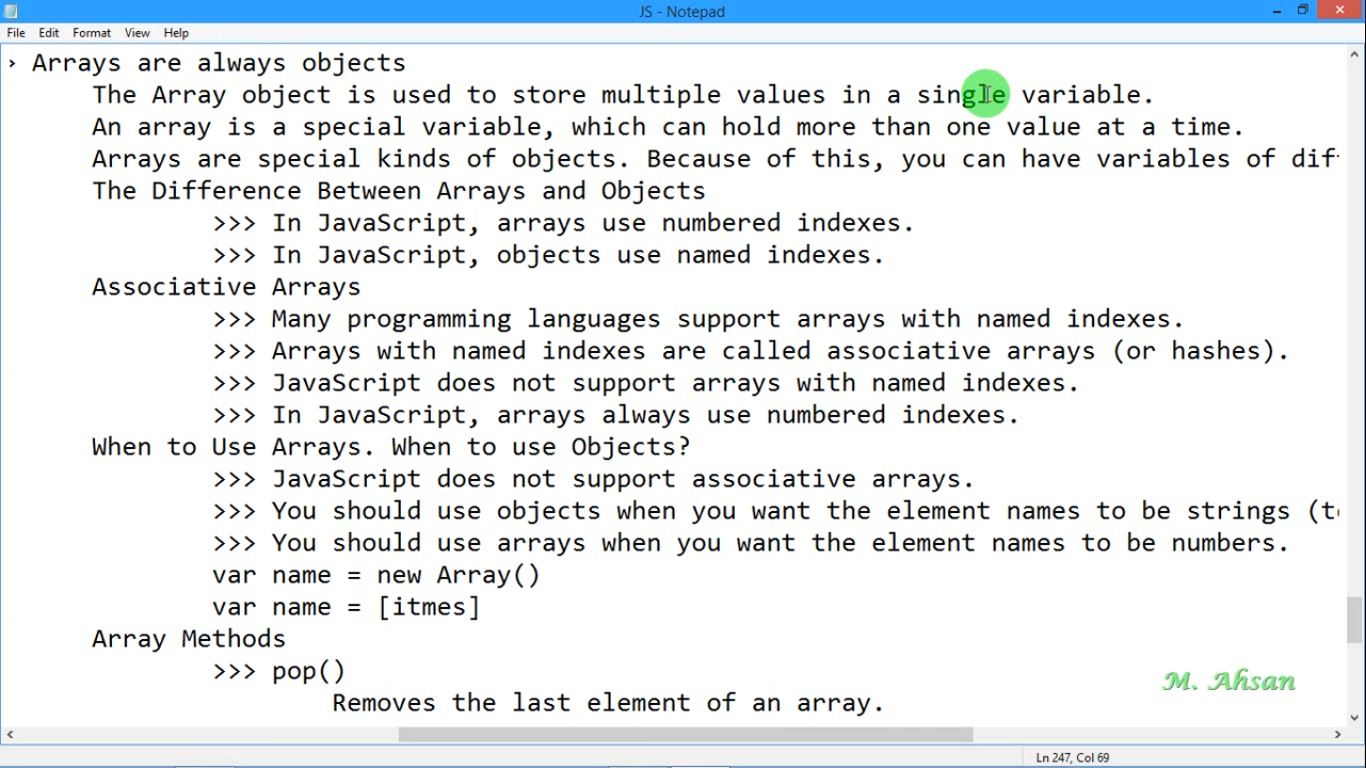 JS - Notepad
File Edit Format View Help
› Arrays are always objects
The Array object is used to store multiple values in a single variable.
An array is a special variable, which can hold more than one value at a time.
Arrays are special kinds of objects. Because of this, you can have variables of dif
The Difference Between Arrays and Objects
>>> In JavaScript, arrays use numbered indexes.
>>> In JavaScript, objects use named indexes.
Associative Arrays
>>> Many programming languages support arrays with named indexes.
>>> Arrays with named indexes are called associative arrays (or hashes).
>>> JavaScript does not support arrays with named indexes.
>>> In JavaScript, arrays always use numbered indexes.
When to Use Arrays. When to use Objects?
>>> JavaScript does not support associative arrays.
>>> You should use objects when you want the element names to be strings (t
>>> You should use arrays when you want the element names to be numbers.
var name = new Array()
var name = [itmes]
Array Methods
>>> pop()
M. Ahsan
Removes the last element of an array.
Ln 247, Col 69